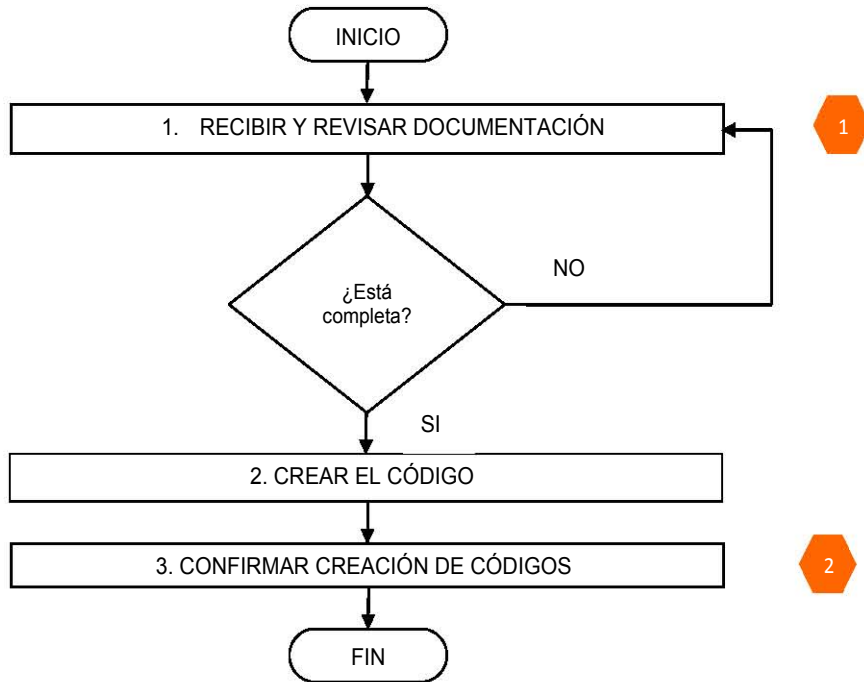 INICIO
1. RECIBIR Y REVISAR DOCUMENTACIÓN
1
NO
¿Está
completa?
SI
2. CREAR EL CÓDIGO
3. CONFIRMAR CREACIÓN DE CÓDIGOS
2
FIN